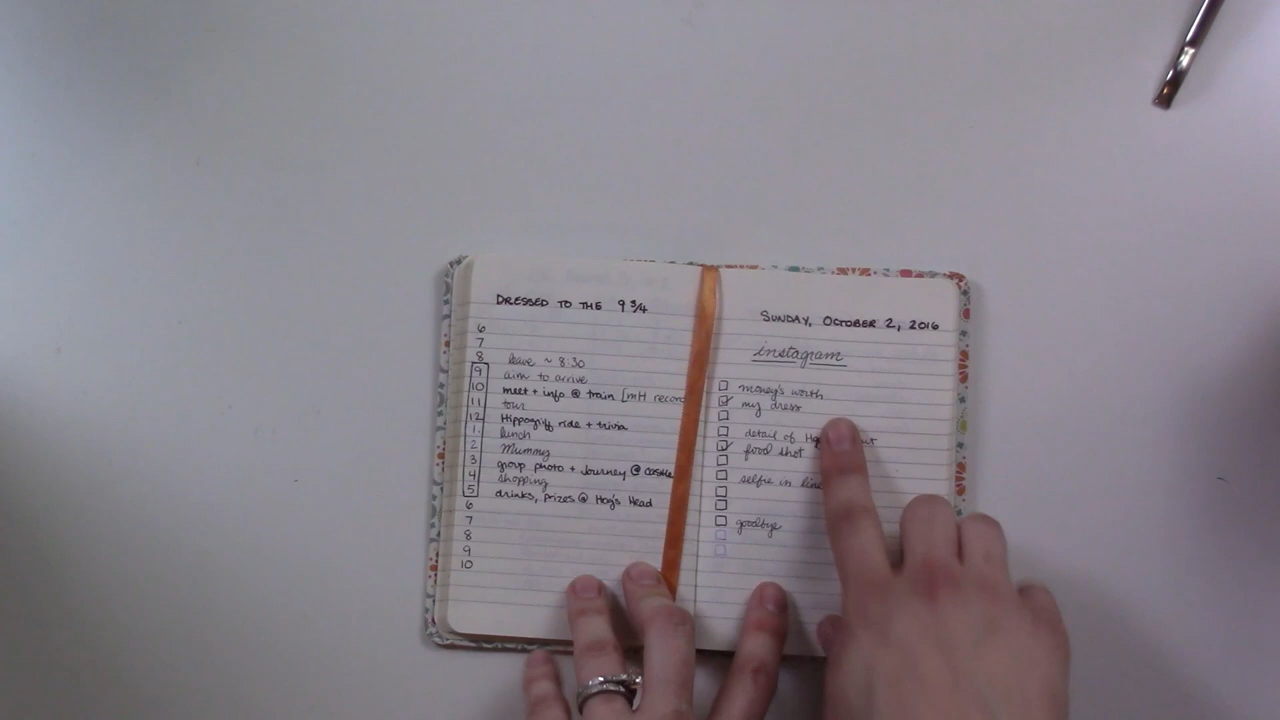 DRESSED TO THE 9 3/4
6
7
8 leave ~ 8:30
9 aim to arrive
10 meet + info @ train [MH record
11 tour
12 Hippogriff ride + trivia
1 lunch
2 Mummy
3 group photo + Journey @ castle
4 shopping
5 drinks, prizes @ Hog's Head
6
7
8
9
10
SUNDAY, OCTOBER 2, 2016
instagram
money's worth
my dress
detail of
food shot
selfie in line
goodbye